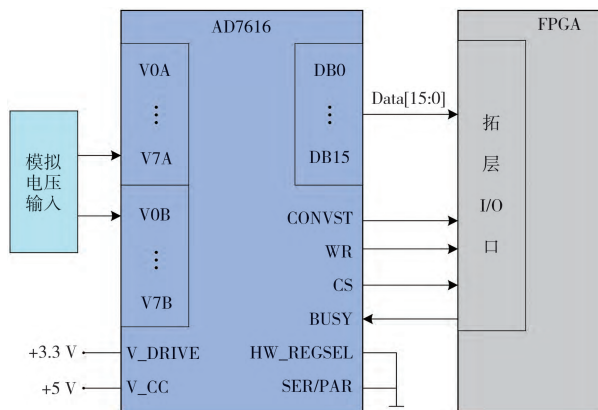 AD7616
FPGA
V0A
⋮
V7A
V0B
⋮
V7B
DB0
⋮
DB15
Data[15:0]
模拟
电压
输入
拓
层
I/O
口
CONVST
WR
CS
BUSY
+3.3 V
V_DRIVE
HW_REGSEL
+5 V
V_CC
SER/PAR